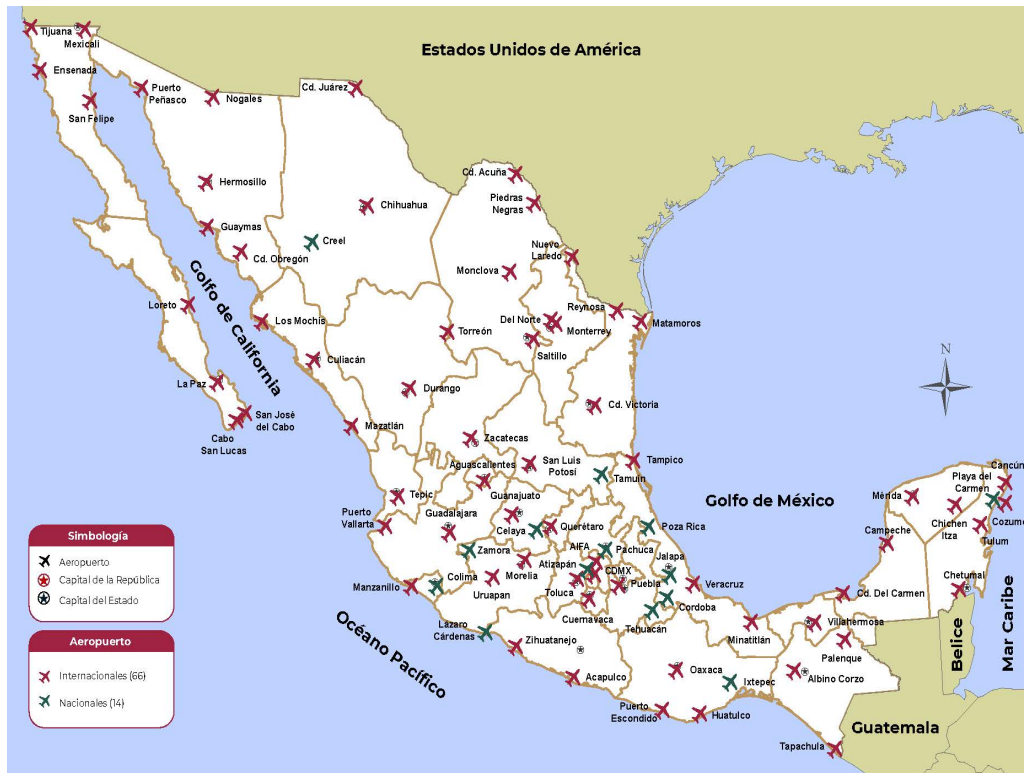 Tijuana
Mexicali
Estados Unidos de América
Ensenada
San Felipe
Puerto
Peñasco
Nogales
Cd. Juárez
Hermosillo
Chihuahua
Cd. Acuña
Piedras
Negras
Guaymas
Creel
Cd. Obregón
Nuevo
Laredo
Monclova
Golfo de California
Loreto
Los Mochis
Torreón
Del Norte
Reynosa
Monterrey
Matamoros
Saltillo
Culiacán
N
La Paz
Durango
San José
del Cabo
Cabo
San Lucas
Mazatlán
Cd. Victoria
Zacatecas
Aguascalientes
San Luis
Potosí
Tampico
Tamuín
Golfo de México
Cancún
Playa del
Carmen
Mérida
Cozume
Chichen
Itza
Tulum
Campeche
Chetumal
Tepic
Guanajuato
Puerto
Vallarta
Guadalajara
Celaya
Querétaro
Poza Rica
Zamora
AIFA
Pachuca
Jalapa
Atizapán
CDMX
Colima
Morelia
Puebla
Veracruz
Manzanillo
Uruapan
Toluca
Cuernavaca
Cordoba
Tehuacán
Cd. Del Carmen
Minatitlán
Villahermosa
Lázaro
Cárdenas
Zihuatanejo
Palenque
Océano Pacífico
Acapulco
Oaxaca
Ixtepec
Albino Corzo
Puerto
Escondido
Huatulco
Tapachula
Belice
Mar Caribe
Guatemala
Simbología
Aeropuerto
Capital de la República
Capital del Estado
Aeropuerto
Internacionales (66)
Nacionales (14)